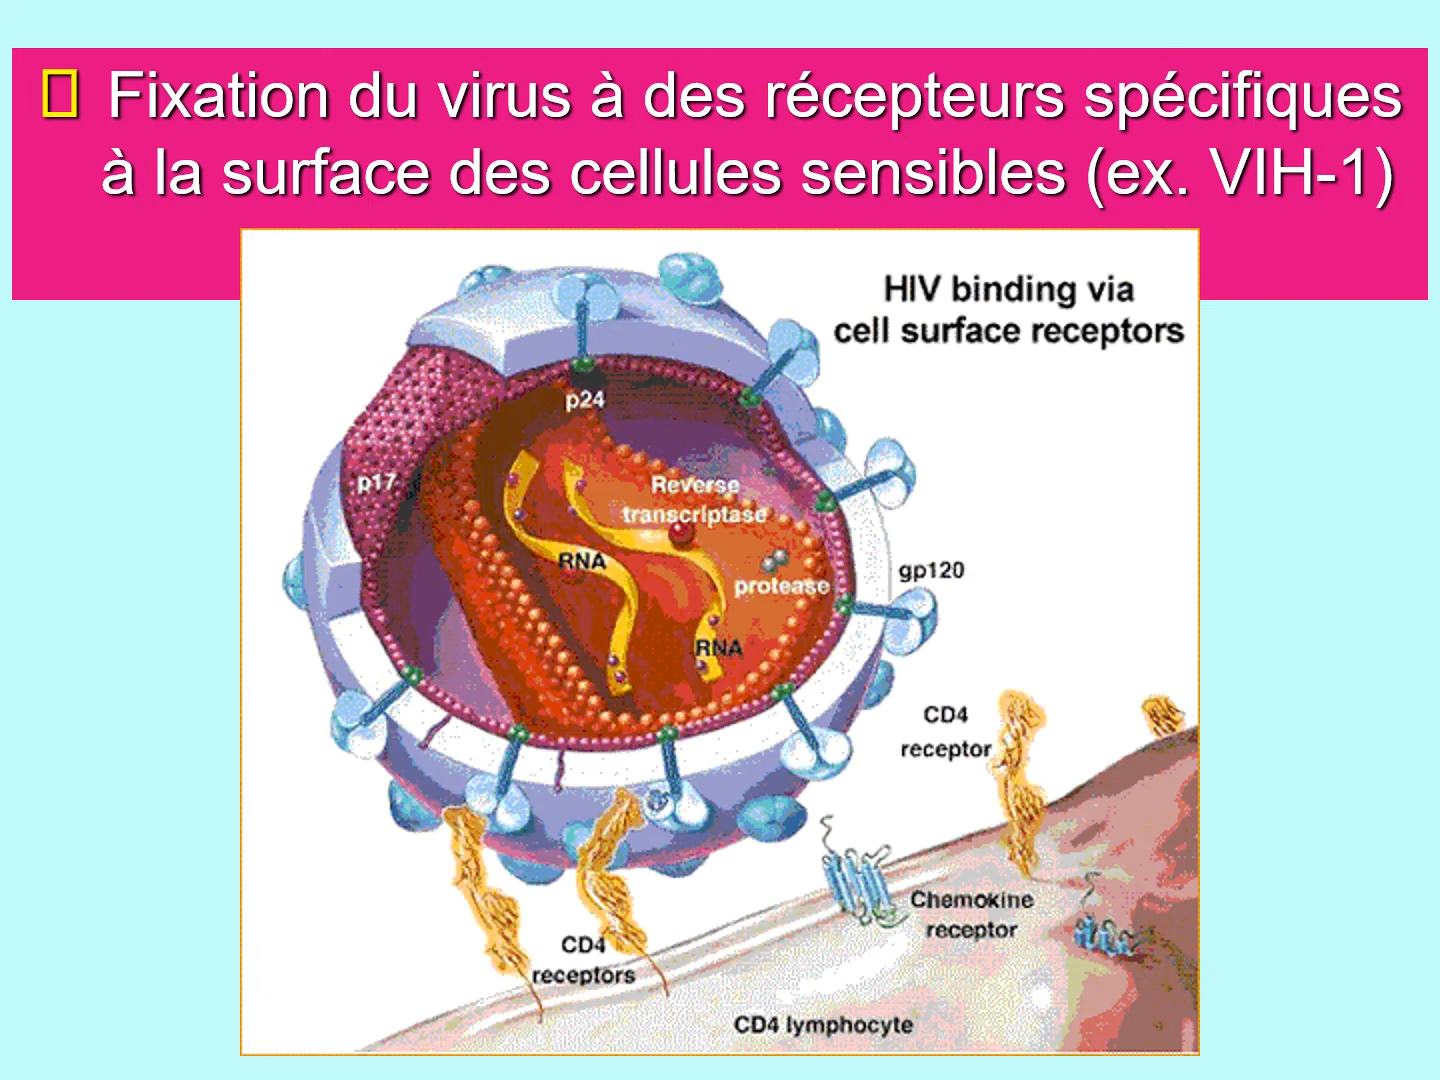 Fixation du virus à des récepteurs spécifiques
à la surface des cellules sensibles (ex. VIH-1)
HIV binding via
cell surface receptors
p24
p17
Reverse
transcriptase
RNA
protease
gp120
RNA
CD4
receptor
Chemokine
receptor
CD4
receptors
CD4 lymphocyte